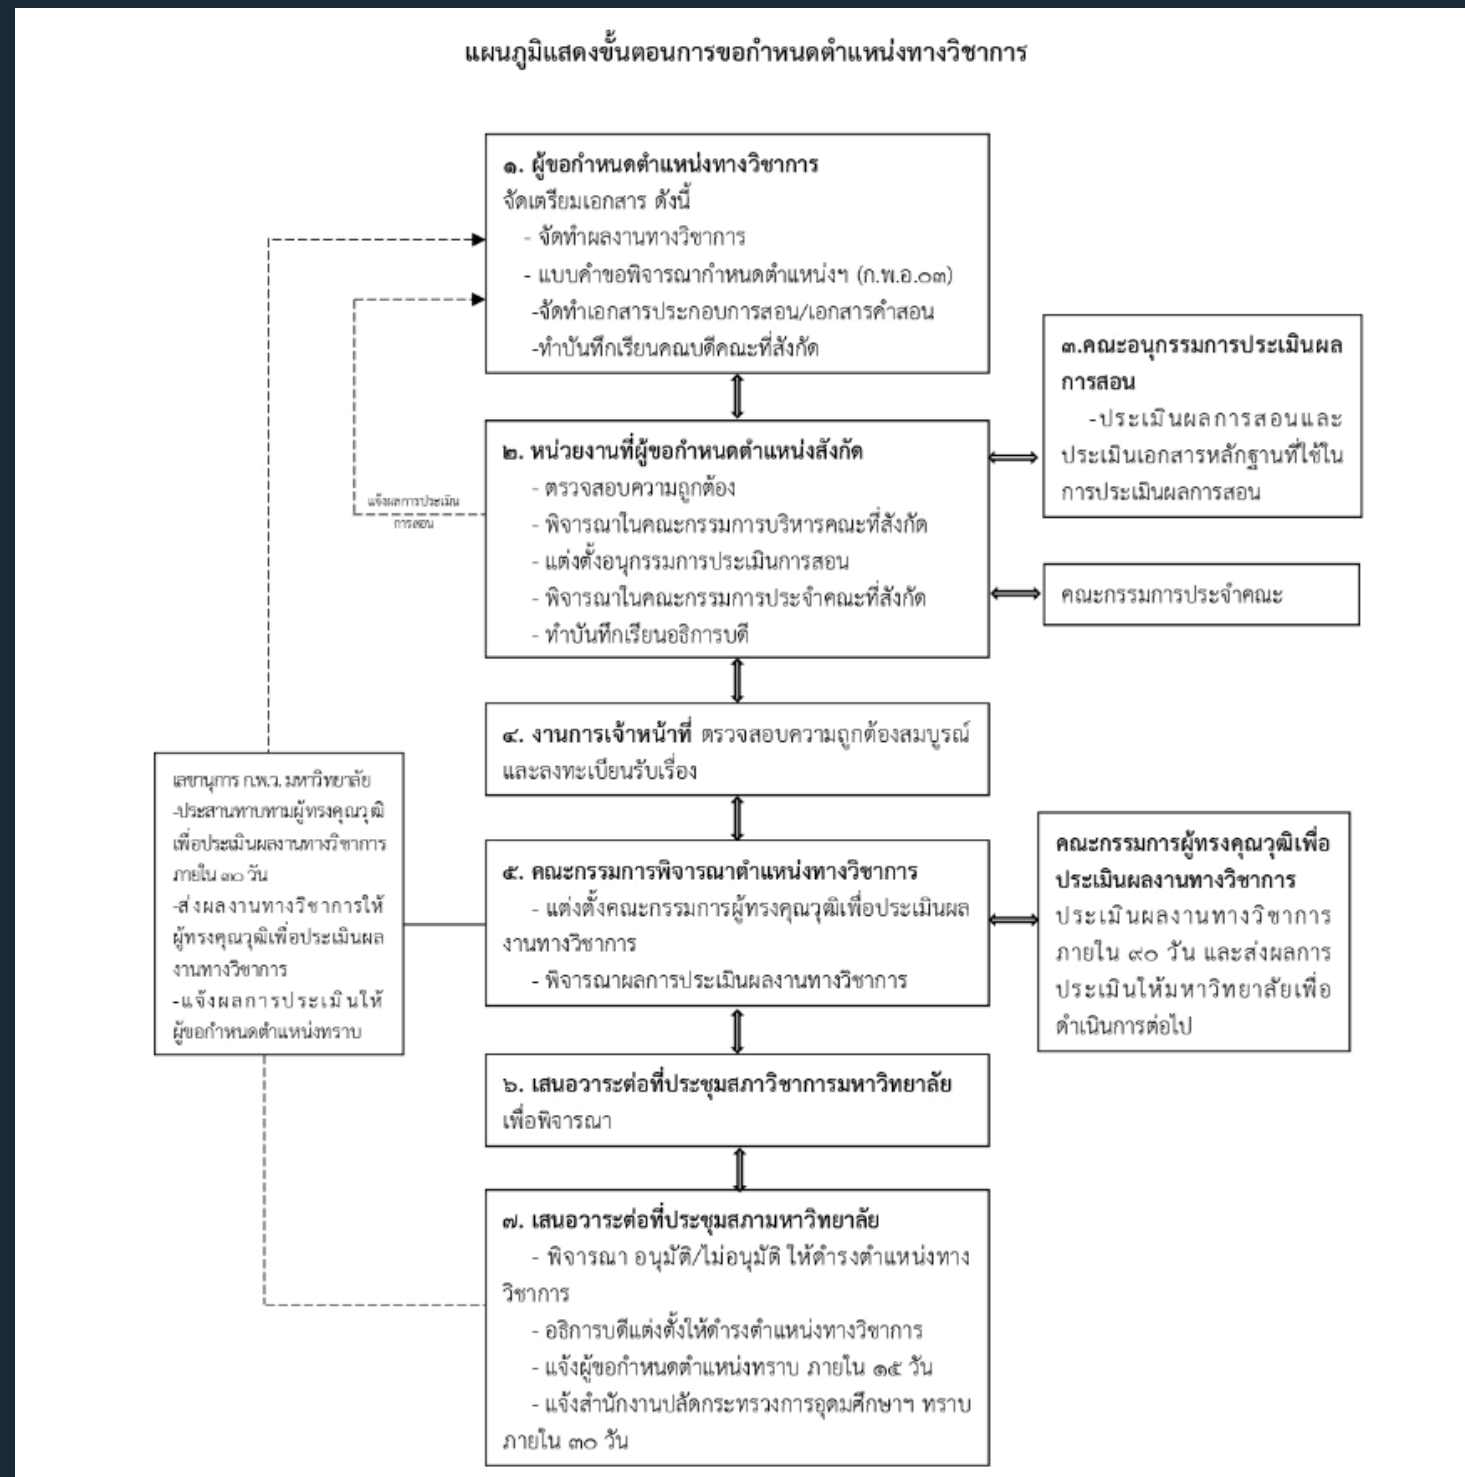 แผนภูมิแสดงขั้นตอนการขอกำหนดตำแหน่งทางวิชาการ
๑. ผู้ขอกำหนดตำแหน่งทางวิชาการ
จัดเตรียมเอกสาร ดังนี้
- จัดทำผลงานทางวิชาการ
- แบบคำขอพิจารณากำหนดตำแหน่งฯ (ก.พ.อ.๐๓)
-จัดทำเอกสารประกอบการสอน/เอกสารคำสอน
-ทำบันทึกเรียนคณบดีคณะที่สังกัด
๒. หน่วยงานที่ผู้ขอกำหนดตำแหน่งสังกัด
- ตรวจสอบความถูกต้อง
- พิจารณาในคณะกรรมการบริหารคณะที่สังกัด
- แต่งตั้งอนุกรรมการประเมินการสอน
- พิจารณาในคณะกรรมการประจำคณะที่สังกัด
- ทำบันทึกเรียนอธิการบดี
แจ้งผลการประเมิน
การสอน
๓.คณะอนุกรรมการประเมินผล
การสอน
-ประเมินผลการสอนและ
ประเมินเอกสารหลักฐานที่ใช้ใน
การประเมินผลการสอน
คณะกรรมการประจำคณะ
๔. งานการเจ้าหน้าที่ ตรวจสอบความถูกต้องสมบูรณ์
และลงทะเบียนรับเรื่อง
เลขานุการ ก.พ.ว. มหาวิทยาลัย
-ประสานทาบทามผู้ทรงคุณวุฒิ
เพื่อประเมินผลงานทางวิชาการ
ภายใน ๓๐ วัน
-ส่งผลงานทางวิชาการให้
ผู้ทรงคุณวุฒิเพื่อประเมินผล
งานทางวิชาการ
-แจ้งผลการประเมินให้
ผู้ขอกำหนดตำแหน่งทราบ
๕. คณะกรรมการพิจารณาตำแหน่งทางวิชาการ
- แต่งตั้งคณะกรรมการผู้ทรงคุณวุฒิเพื่อประเมินผล
งานทางวิชาการ
- พิจารณาผลการประเมินผลงานทางวิชาการ
คณะกรรมการผู้ทรงคุณวุฒิเพื่อ
ประเมินผลงานทางวิชาการ
ประเมินผลงานทางวิชาการ
ภายใน ๙๐ วัน และส่งผลการ
ประเมินให้มหาวิทยาลัยเพื่อ
ดำเนินการต่อไป
๖. เสนอวาระต่อที่ประชุมสภาวิชาการมหาวิทยาลัย
เพื่อพิจารณา
๗. เสนอวาระต่อที่ประชุมสภามหาวิทยาลัย
- พิจารณา อนุมัติ/ไม่อนุมัติ ให้ดำรงตำแหน่งทาง
วิชาการ
- อธิการบดีแต่งตั้งให้ดำรงตำแหน่งทางวิชาการ
- แจ้งผู้ขอกำหนดตำแหน่งทราบ ภายใน ๑๕ วัน
- แจ้งสำนักงานปลัดกระทรวงการอุดมศึกษาฯ ทราบ
ภายใน ๓๐ วัน